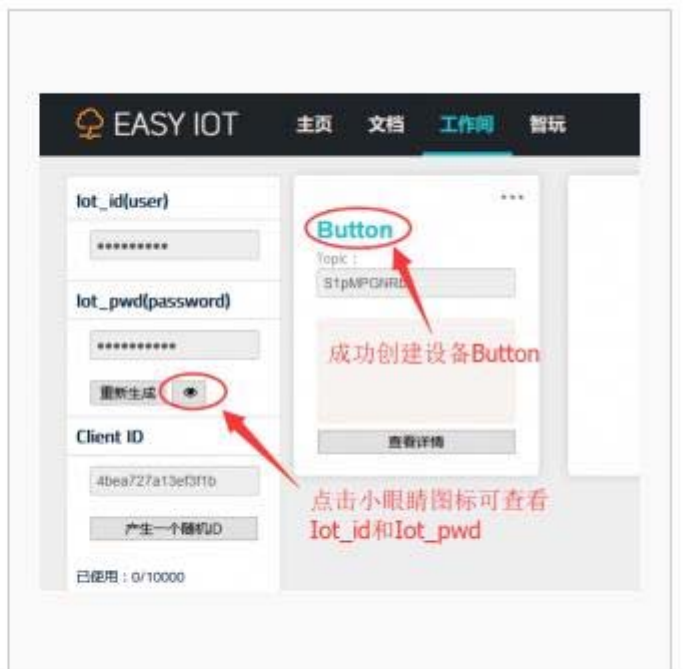 EASY IOT
主页 文档 工作间 智玩
Iot_id(user)
•••••••••
Iot_pwd(password)
••••••••••
重新生成
Client ID
4bea727a13ef3f1b
产生一个随机ID
已使用：0/10000
Button
Topic：
成功创建设备Button
查看详情
点击小眼睛图标可查看
Iot_id和Iot_pwd